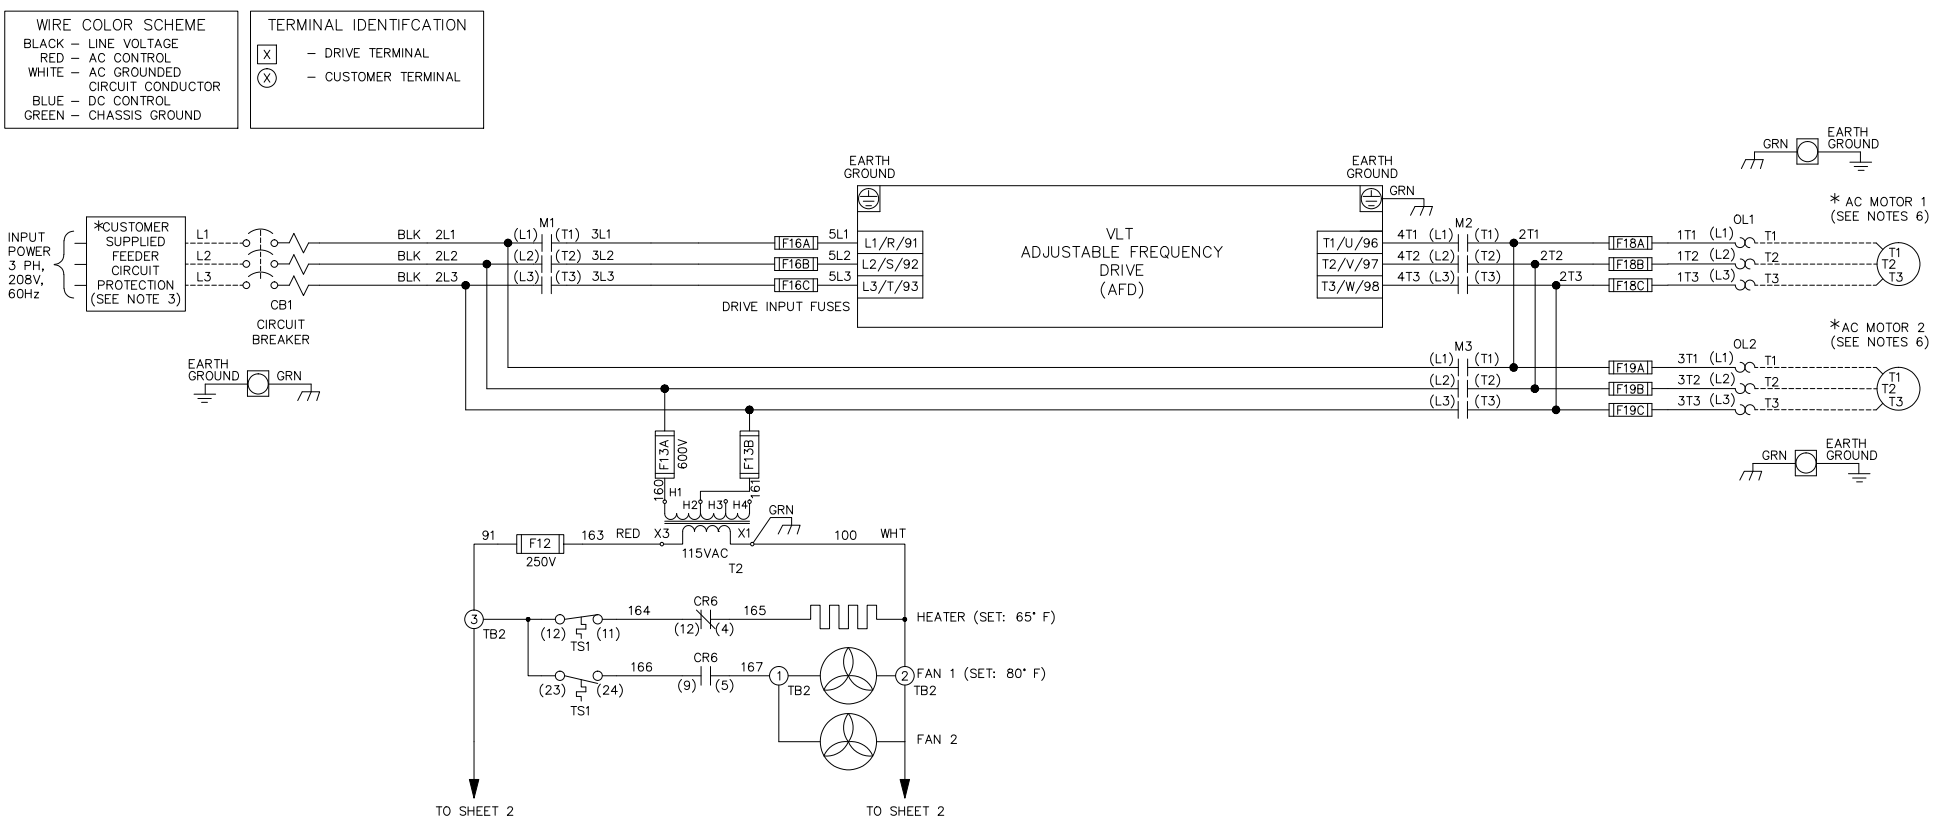 WIRE COLOR SCHEME
BLACK – LINE VOLTAGE
RED – AC CONTROL
WHITE – AC GROUNDED
CIRCUIT CONDUCTOR
BLUE – DC CONTROL
GREEN – CHASSIS GROUND
TERMINAL IDENTIFCATION
X – DRIVE TERMINAL
X – CUSTOMER TERMINAL
INPUT
POWER
3 PH,
208V,
60Hz
*CUSTOMER
SUPPLIED
FEEDER
CIRCUIT
PROTECTION
(SEE NOTE 3)
L1
L2
L3
CB1
CIRCUIT
BREAKER
EARTH
GROUND
GRN
BLK 2L1
BLK 2L2
BLK 2L3
M1
(L1) (T1) 3L1
(L2) (T2) 3L2
(L3) (T3) 3L3
F16A 5L1
F16B 5L2
F16C 5L3
DRIVE INPUT FUSES
EARTH
GROUND
L1/R/91
L2/S/92
L3/T/93
VLT
ADJUSTABLE FREQUENCY
DRIVE
(AFD)
EARTH
GROUND
GRN
T1/U/96
T2/V/97
T3/W/98
M2
4T1 (L1) (T1) 2T1
4T2 (L2) (T2) 2T2
4T3 (L3) (T3) 2T3
F18A 1T1 (L1) T1
F18B 1T2 (L2) T2
F18C 1T3 (L3) T3
OL1
GRN
EARTH
GROUND
* AC MOTOR 1
(SEE NOTES 6)
T1
T2
T3
M3
(L1) (T1)
(L2) (T2)
(L3) (T3)
F19A 3T1 (L1) T1
F19B 3T2 (L2) T2
F19C 3T3 (L3) T3
OL2
*AC MOTOR 2
(SEE NOTES 6)
T1
T2
T3
GRN
EARTH
GROUND
F13A
600V
F13B
160
161
H1
H2 H3 H4
GRN
91 F12 163 RED X3 X1 100 WHT
250V
115VAC
T2
3
TB2
(12) (11)
TS1
164
CR6
(12) (4)
165
HEATER (SET: 65° F)
(23) (24)
TS1
166
CR6
(9) (5)
167
1
TB2
2
TB2
FAN 1 (SET: 80° F)
FAN 2
TO SHEET 2
TO SHEET 2